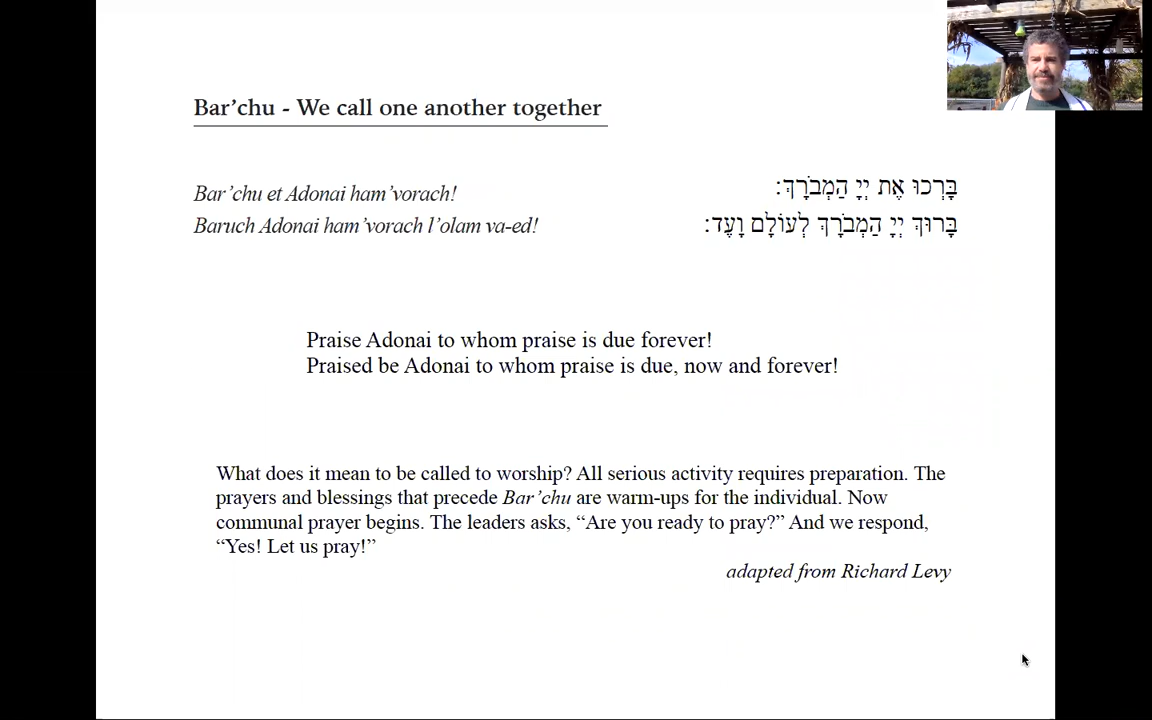 Bar’chu - We call one another together
Bar’chu et Adonai ham’vorach!
בָּרְכוּ אֶת יְיָ הַמְבֹרָךְ:
Baruch Adonai ham’vorach l’olam va-ed!
בָּרוּךְ יְיָ הַמְבֹרָךְ לְעוֹלָם וָעֶד:
Praise Adonai to whom praise is due forever!
Praised be Adonai to whom praise is due, now and forever!
What does it mean to be called to worship? All serious activity requires preparation. The
prayers and blessings that precede Bar’chu are warm-ups for the individual. Now
communal prayer begins. The leaders asks, “Are you ready to pray?” And we respond,
“Yes! Let us pray!”
adapted from Richard Levy